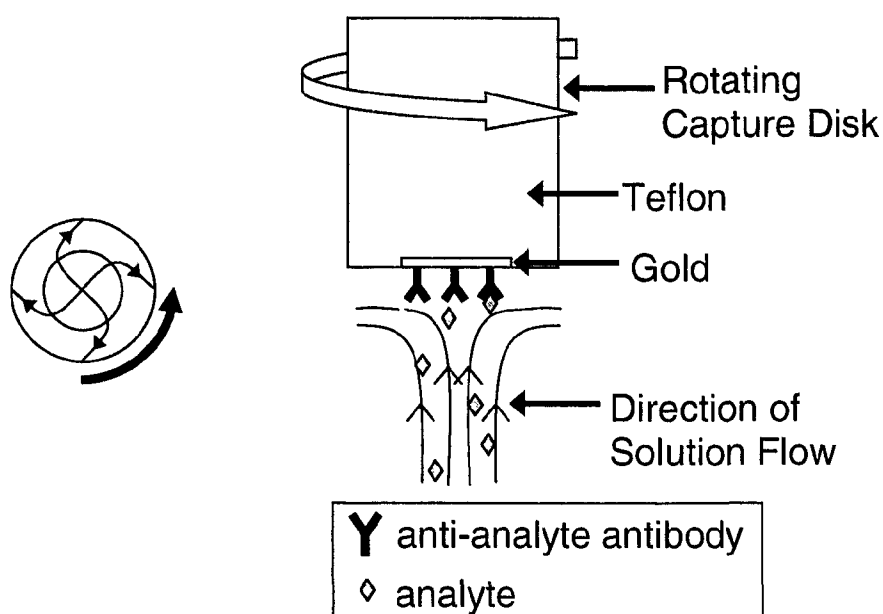 Rotating
Capture Disk
Teflon
Gold
Direction of
Solution Flow
anti-analyte antibody
analyte